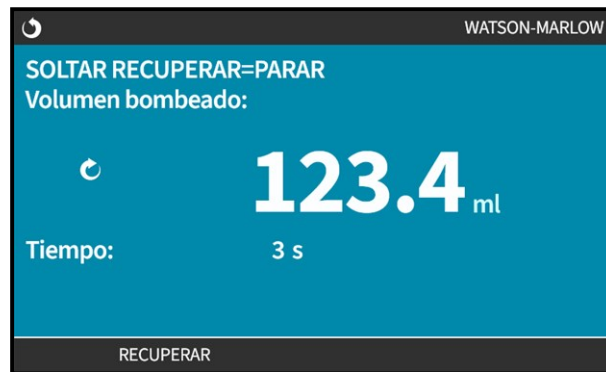 WATSON-MARLOW
SOLTAR RECUPERAR=PARAR
Volumen bombeado:
123.4 ml
Tiempo: 3 s
RECUPERAR